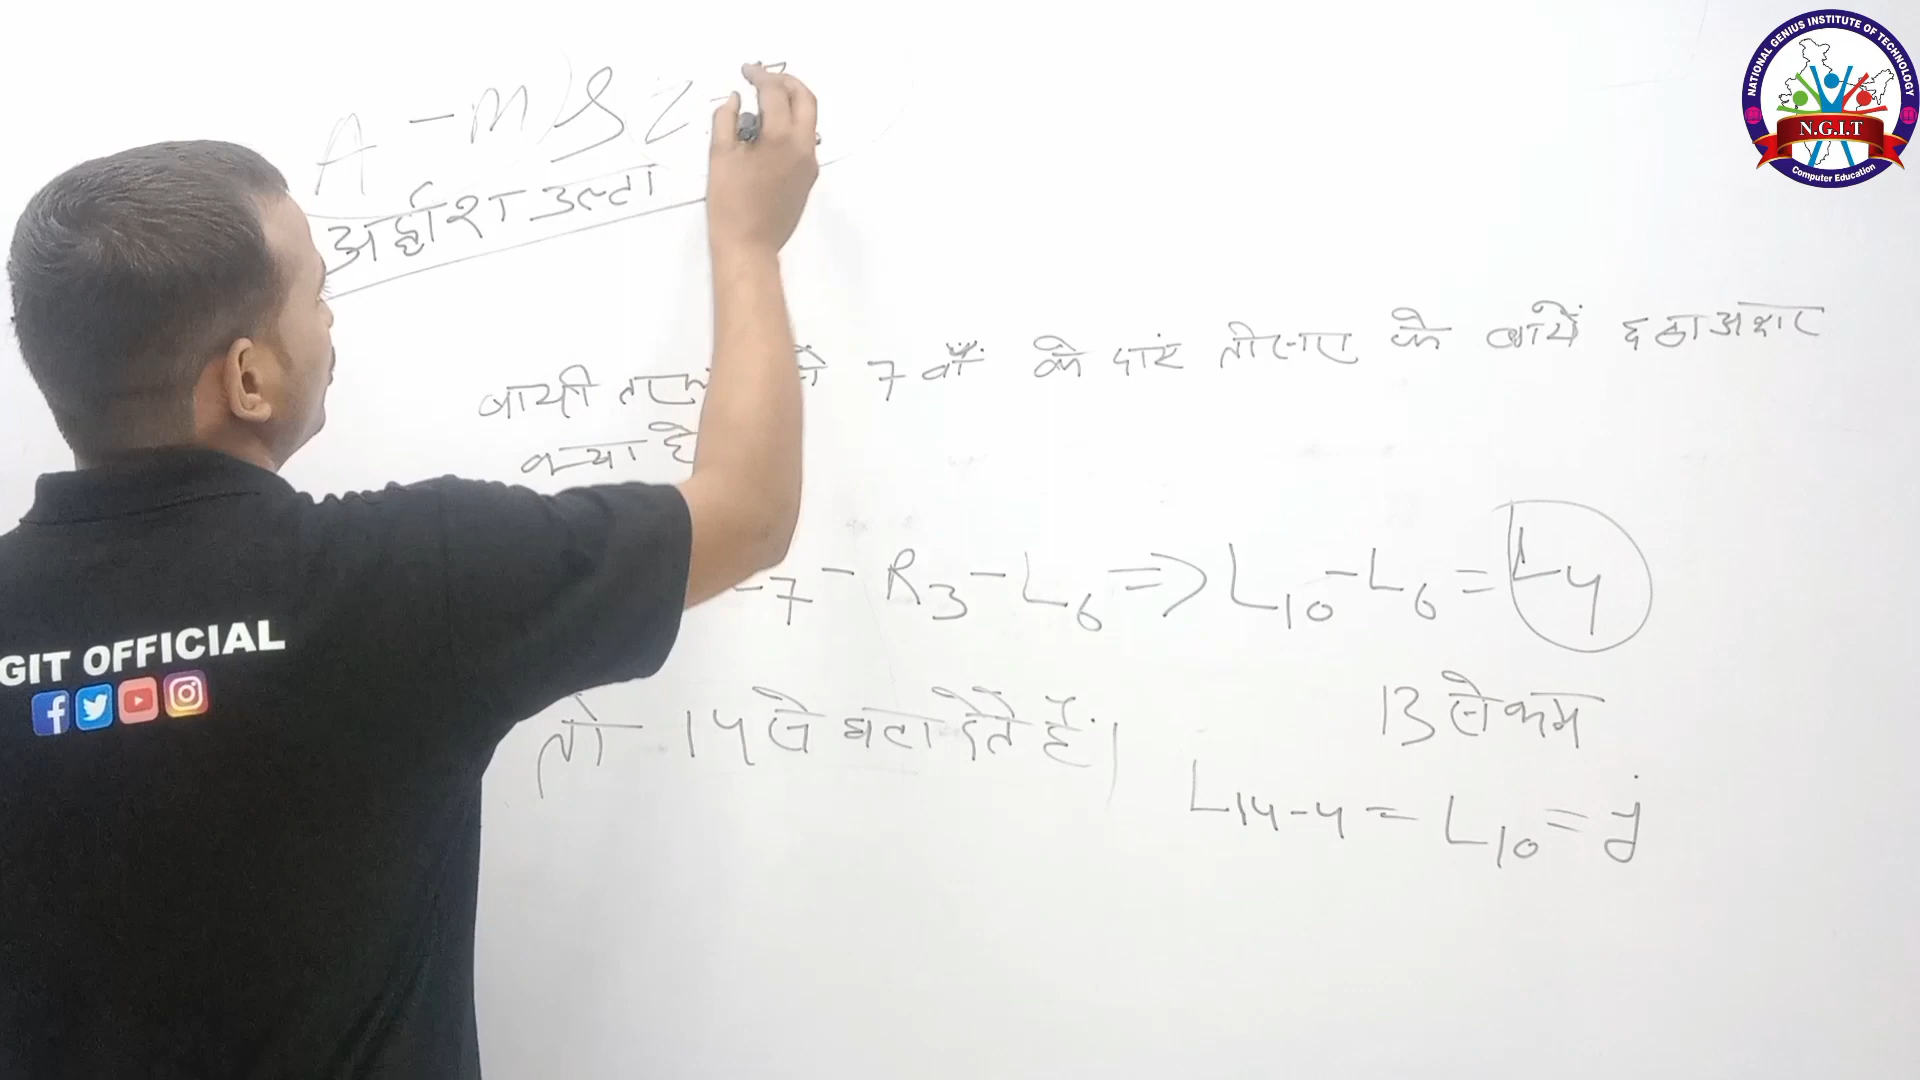 A - M / & Z -
अर्द्धांश उल्टा
बायी से 7 वाँ के दाएं तीसरा के बायें छठा अक्षर
क्या है
-7 - R3 - L6 => L10 - L6 = L4
13 से कम
तो 14 से घटा देते हैं।
L14-4 = L10 = j
GIT OFFICIAL
NATIONAL GENIUS INSTITUTE OF TECHNOLOGY
N.G.I.T
Computer Education